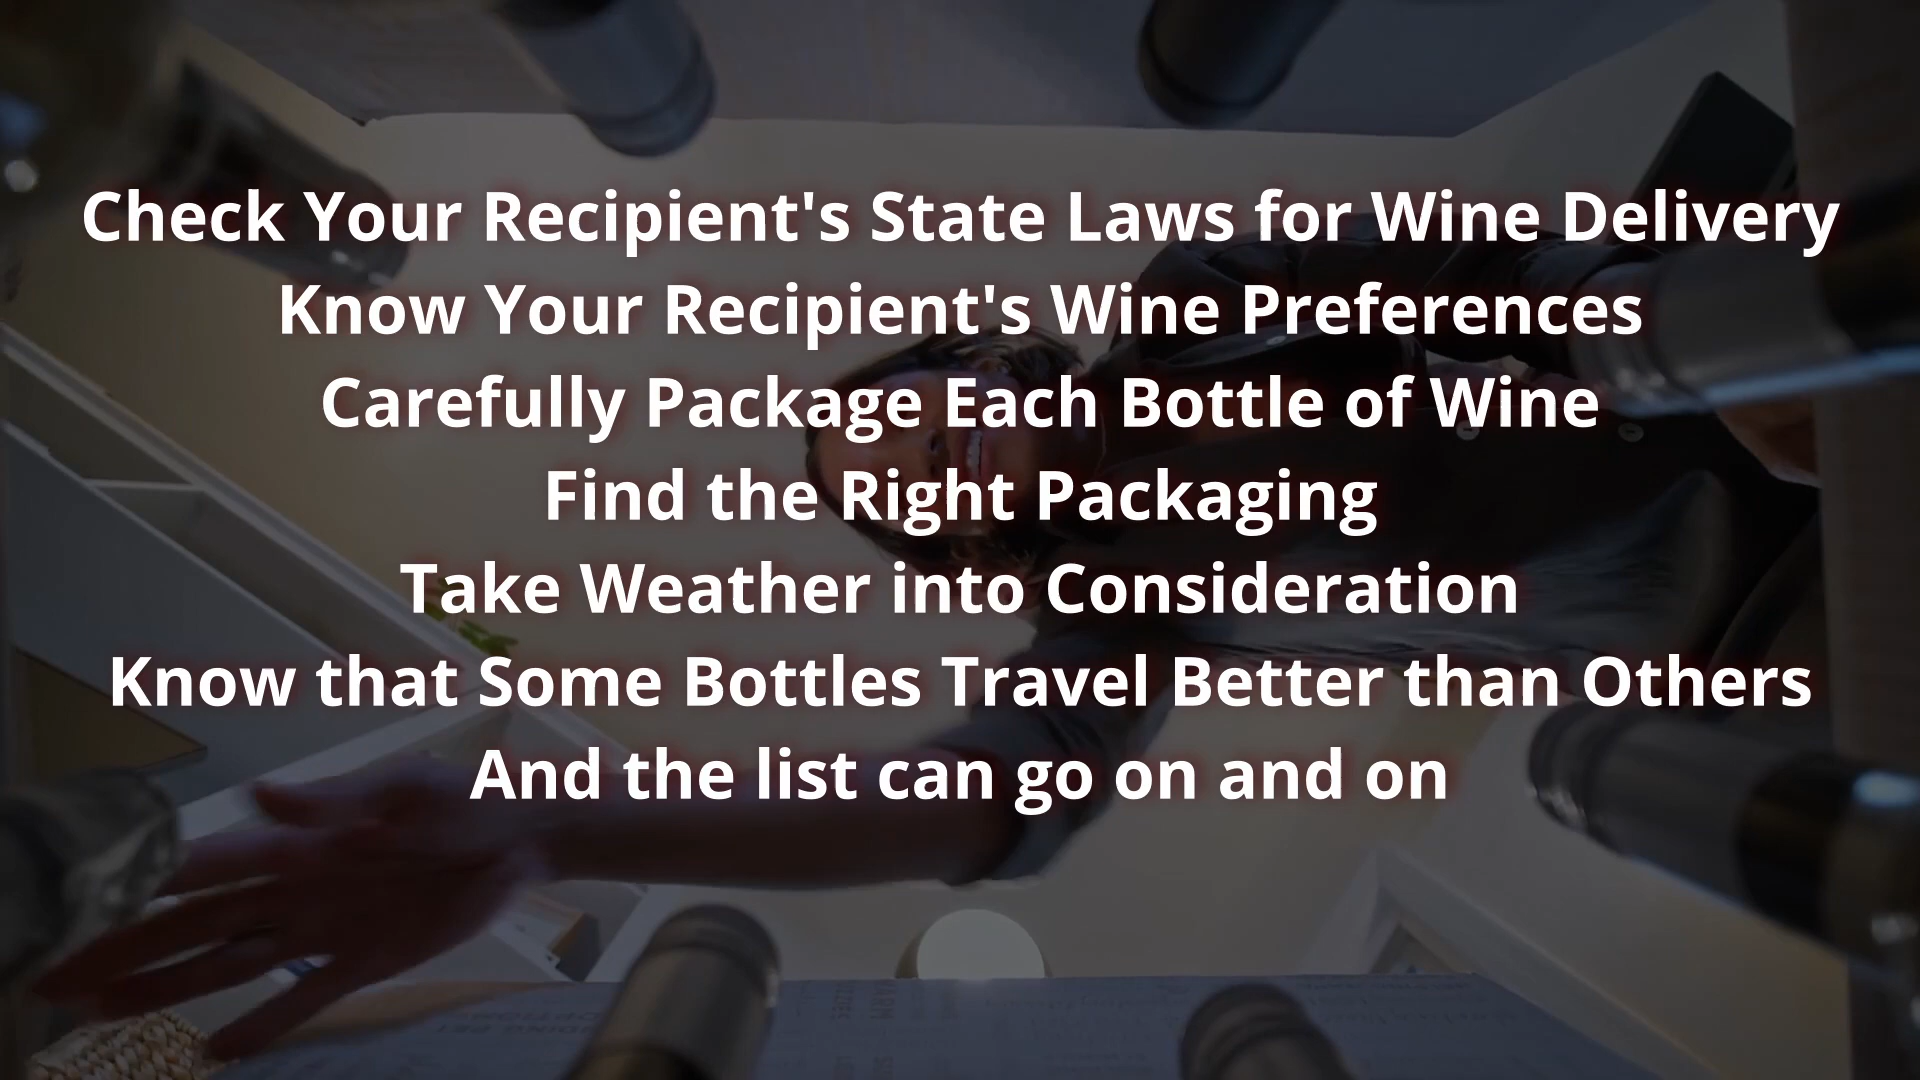 Check Your Recipient's State Laws for Wine Delivery
Know Your Recipient's Wine Preferences
Carefully Package Each Bottle of Wine
Find the Right Packaging
Take Weather into Consideration
Know that Some Bottles Travel Better than Others
And the list can go on and on